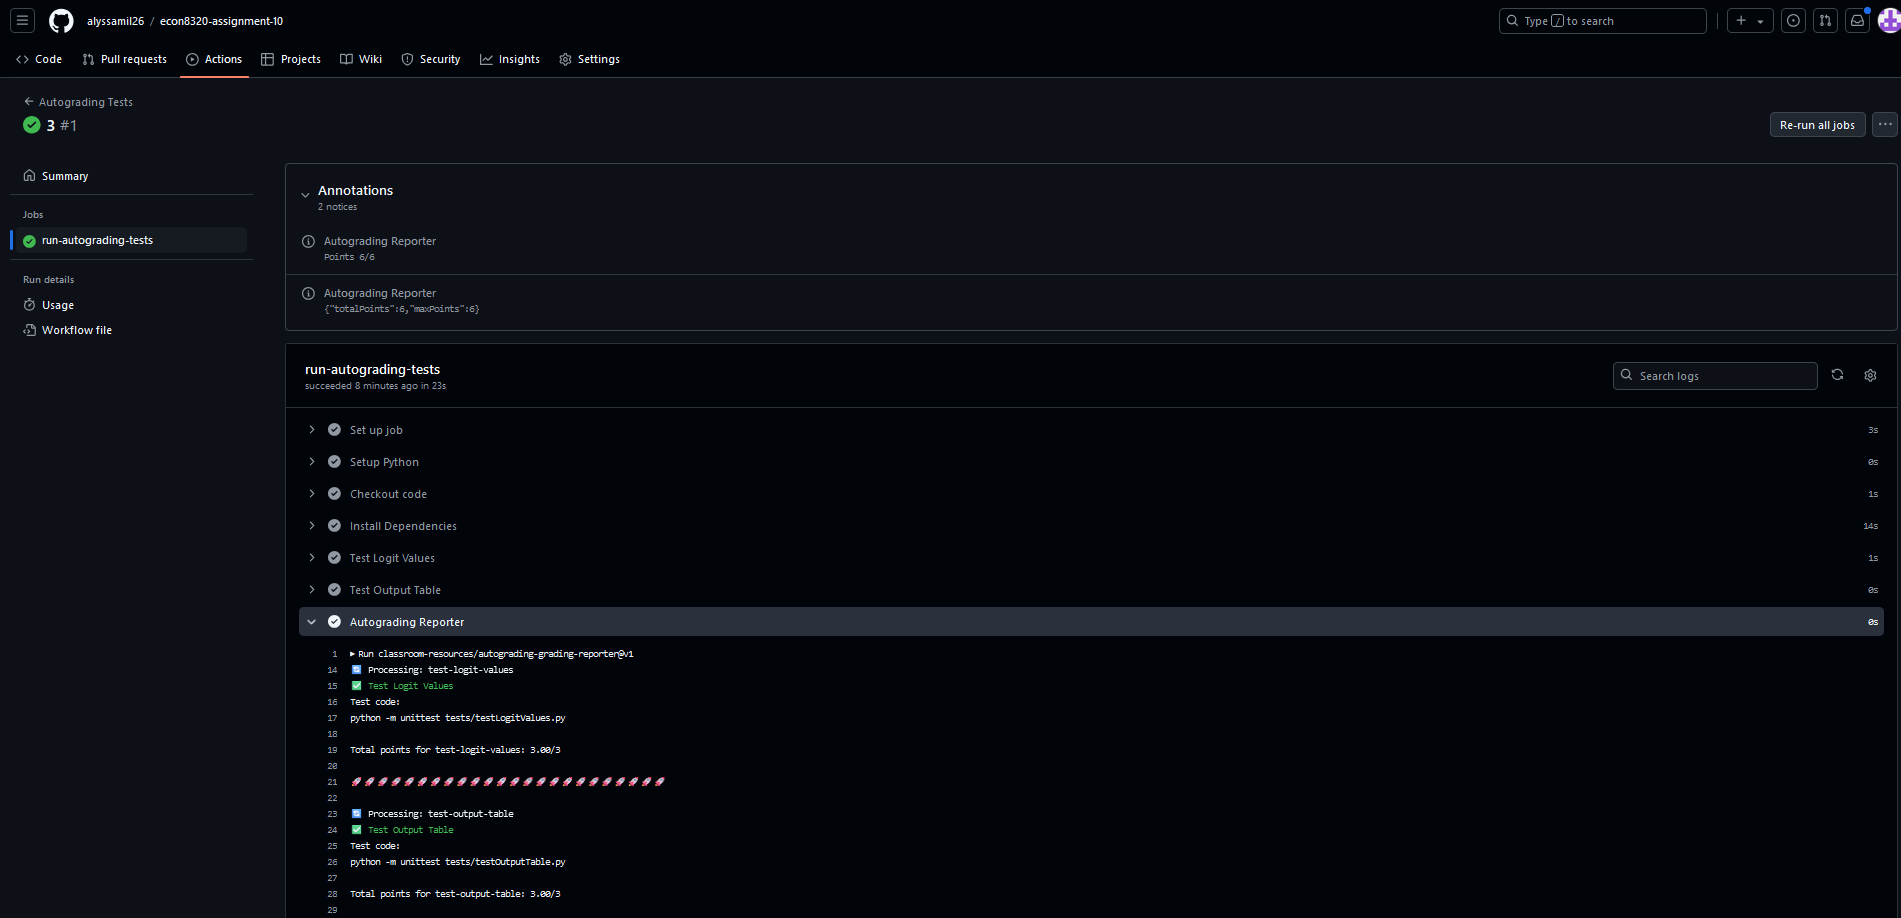 alyssamil26 / econ8320-assignment-10
Type / to search
Code Pull requests Actions Projects Wiki Security Insights Settings
Autograding Tests
3 #1
Re-run all jobs
Summary
Jobs
run-autograding-tests
Run details
Usage
Workflow file
Annotations
2 notices
Autograding Reporter
Points 6/6
Autograding Reporter
{"totalPoints":6,"maxPoints":6}
run-autograding-tests
succeeded 8 minutes ago in 23s
Search logs
Set up job 3s
Setup Python 0s
Checkout code 1s
Install Dependencies 14s
Test Logit Values 1s
Test Output Table 0s
Autograding Reporter 0s
1 Run classroom-resources/autograding-grading-reporter@v1
14 Processing: test-logit-values
15 Test Logit Values
16 Test code:
17 python -m unittest tests/testLogitValues.py
18
19 Total points for test-logit-values: 3.00/3
20
21 🚀🚀🚀🚀🚀🚀🚀🚀🚀🚀🚀🚀🚀🚀🚀🚀🚀🚀🚀🚀🚀🚀🚀🚀
22
23 Processing: test-output-table
24 Test Output Table
25 Test code:
26 python -m unittest tests/testOutputTable.py
27
28 Total points for test-output-table: 3.00/3
29